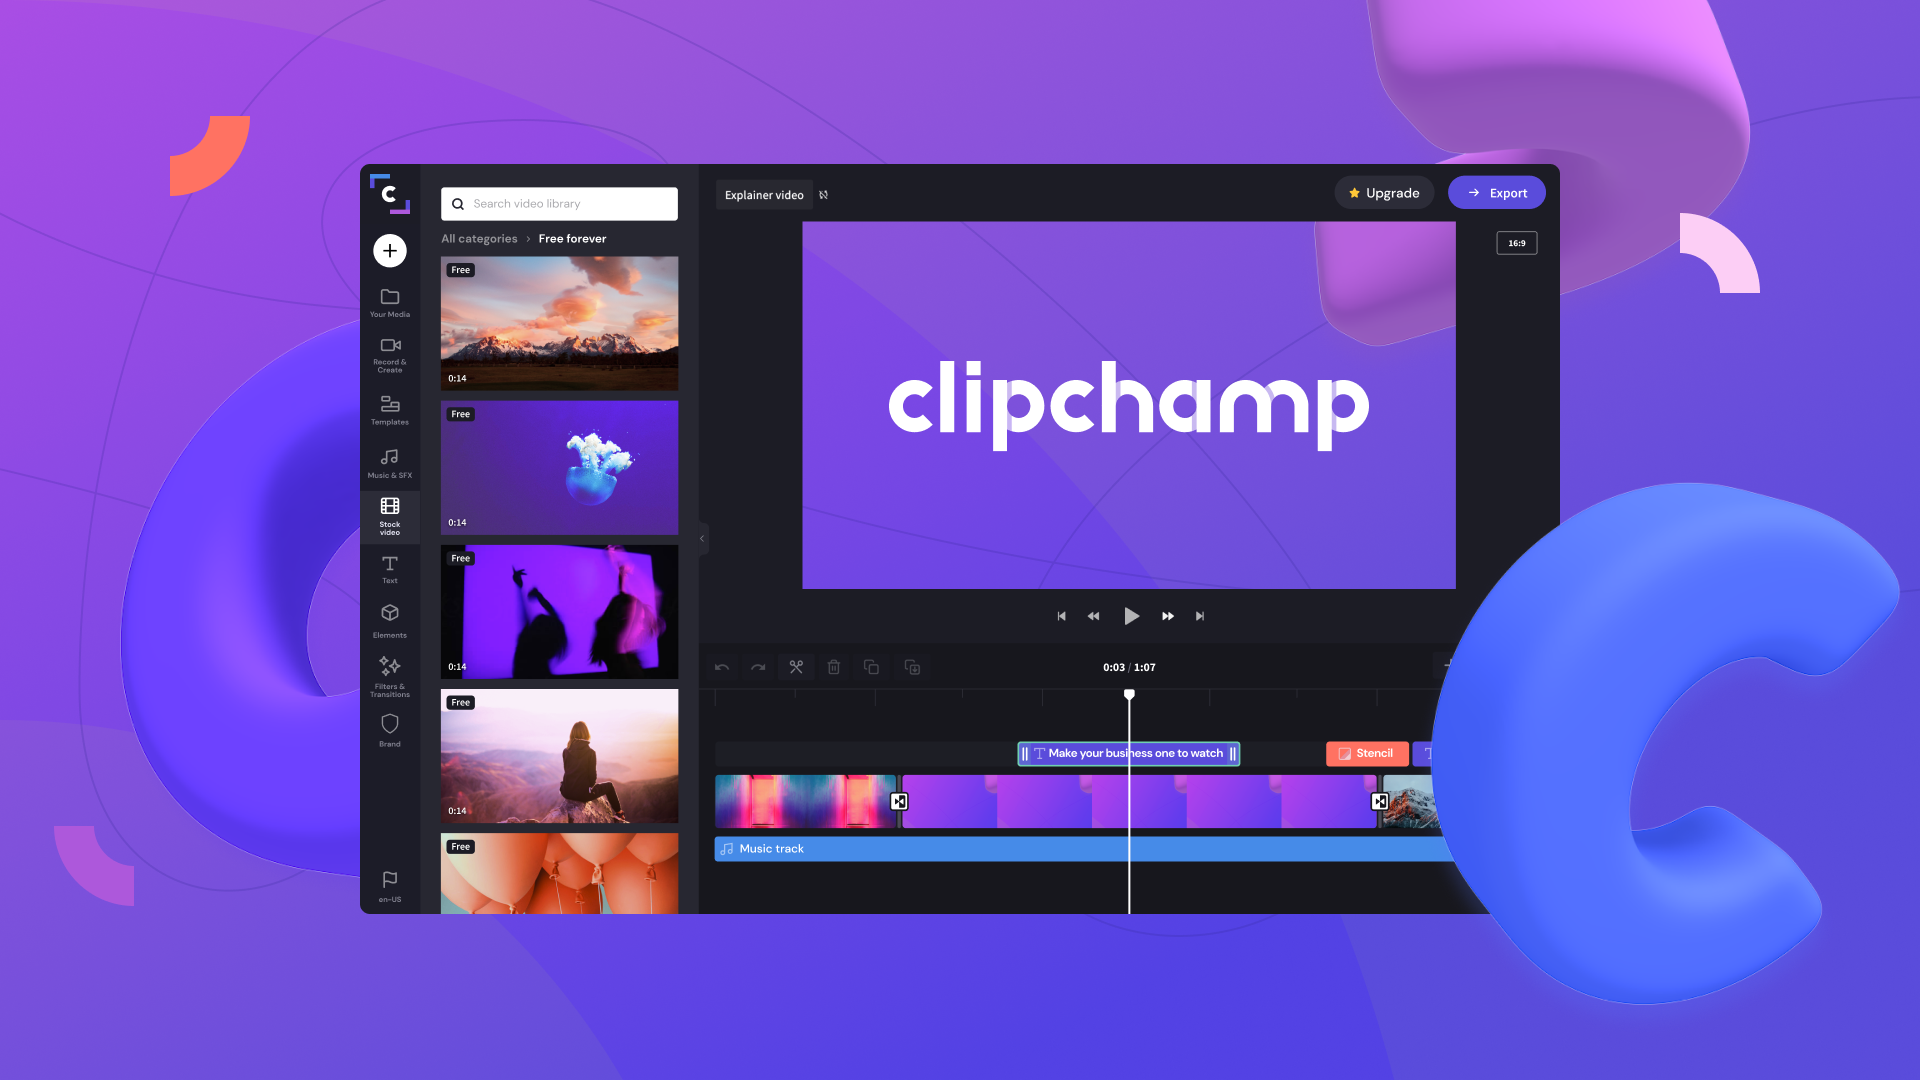 C
Your Media
Record &
Create
Templates
Music & SFX
Stock
video
Text
Elements
Filters &
Transitions
Brand
en-US
Search video library
All categories > Free forever
Free
0:14
Free
0:14
Free
0:14
Free
0:14
Free
Explainer video
Upgrade
Export
16:9
clipchamp
0:03 / 1:07
Make your business one to watch
Stencil
Music track